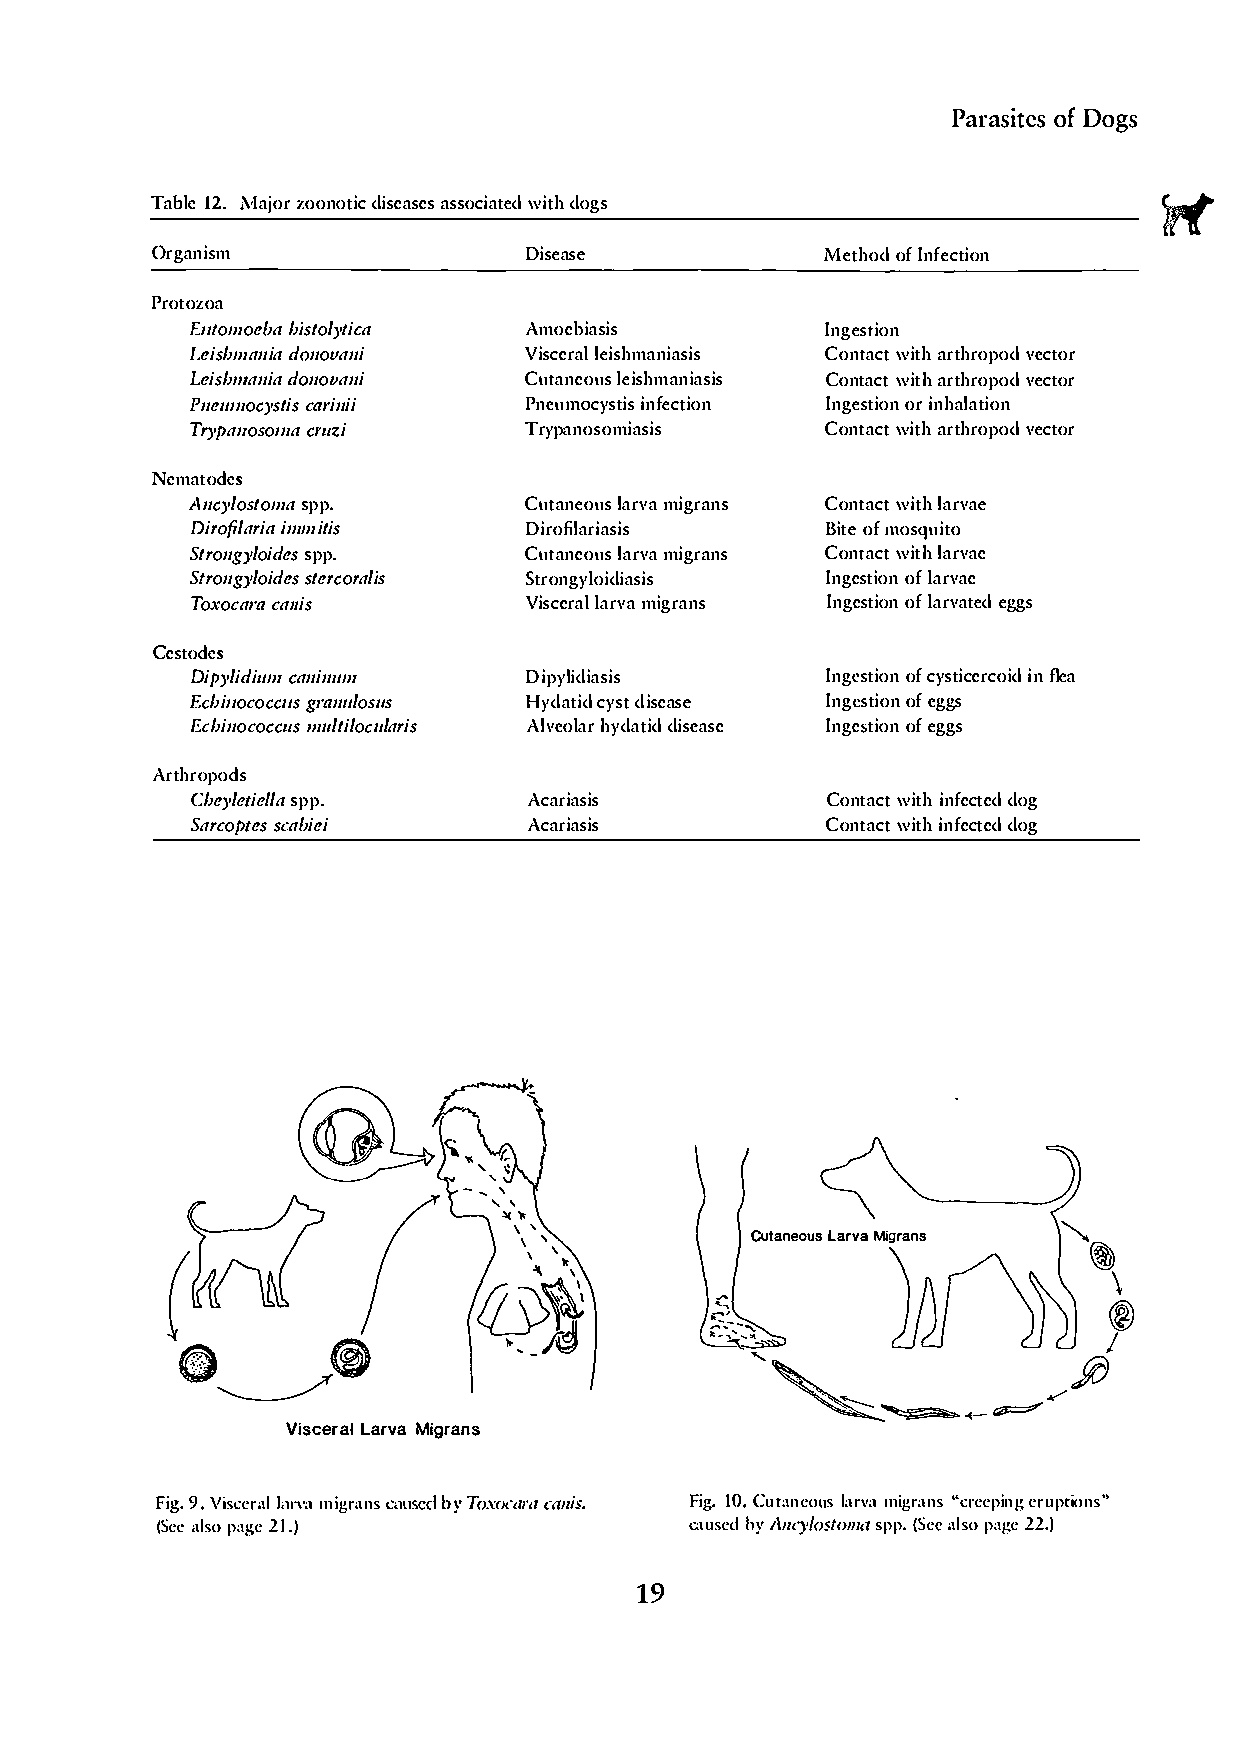 Parasites of Dogs
Table 12. Major zoonotic diseases associated with dogs
Organism Disease Method of Infection
Protozoa
Entomoeba histolytica Amoebiasis Ingestion
Leishmania donovani Visceral leishmaniasis Contact with arthropod vector
Leishmania donovani Cutaneous leishmaniasis Contact with arthropod vector
Pneumocystis carinii Pneumocystis infection Ingestion or inhalation
Trypanosoma cruzi Trypanosomiasis Contact with arthropod vector
Nematodes
Ancylostoma spp. Cutaneous larva migrans Contact with larvae
Dirofilaria immitis Dirofilariasis Bite of mosquito
Strongyloides spp. Cutaneous larva migrans Contact with larvae
Strongyloides stercoralis Strongyloidiasis Ingestion of larvae
Toxocara canis Visceral larva migrans Ingestion of larvated eggs
Cestodes
Dipylidium caninum Dipylidiasis Ingestion of cysticercoid in flea
Echinococcus granulosus Hydatid cyst disease Ingestion of eggs
Echinococcus multilocularis Alveolar hydatid disease Ingestion of eggs
Arthropods
Cheyletiella spp. Acariasis Contact with infected dog
Sarcoptes scabiei Acariasis Contact with infected dog
Visceral Larva Migrans
Fig. 9. Visceral larva migrans caused by Toxocara canis.
(See also page 21.)
Cutaneous Larva Migrans
Fig. 10. Cutaneous larva migrans "creeping eruptions"
caused by Ancylostoma spp. (See also page 22.)
19